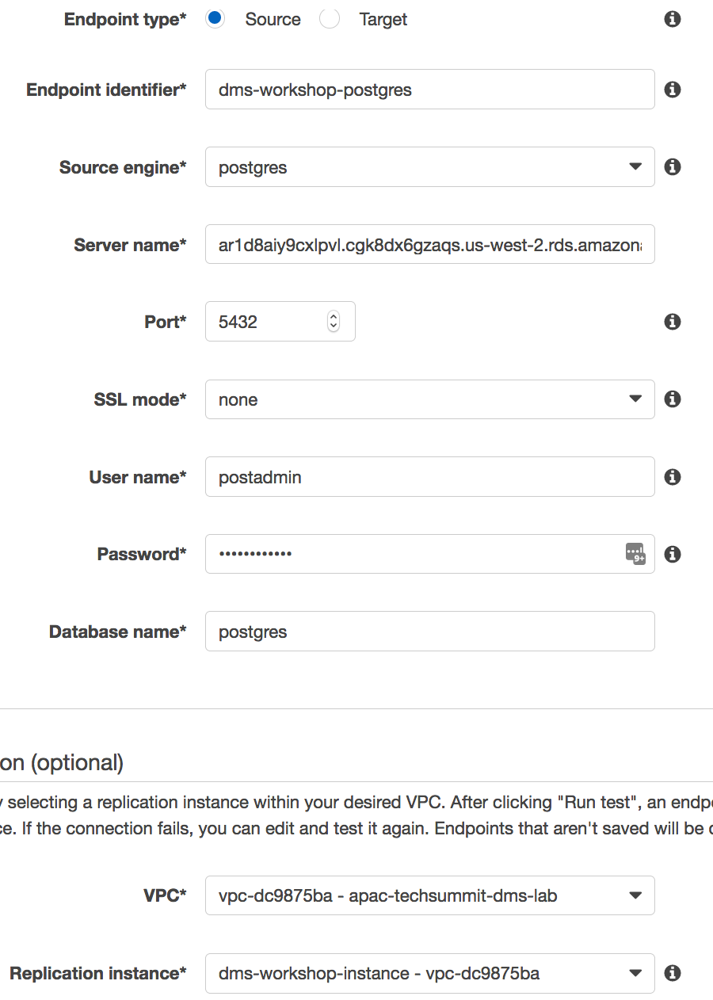 Endpoint type* Source Target
Endpoint identifier* dms-workshop-postgres
Source engine* postgres
Server name* ar1d8aiy9cxlpvl.cgk8dx6gzaqs.us-west-2.rds.amazona
Port* 5432
SSL mode* none
User name* postadmin
Password* •••••••••••• 9+
Database name* postgres
on (optional)
y selecting a replication instance within your desired VPC. After clicking "Run test", an endp
ce. If the connection fails, you can edit and test it again. Endpoints that aren't saved will be d
VPC* vpc-dc9875ba - apac-techsummit-dms-lab
Replication instance* dms-workshop-instance - vpc-dc9875ba